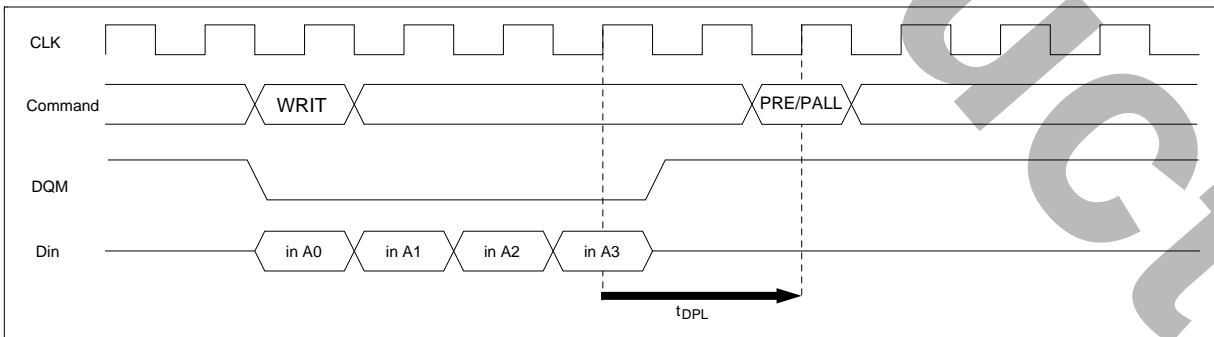 CLK
Command WRIT PRE/PALL
DQM
Din in A0 in A1 in A2 in A3
tDPL